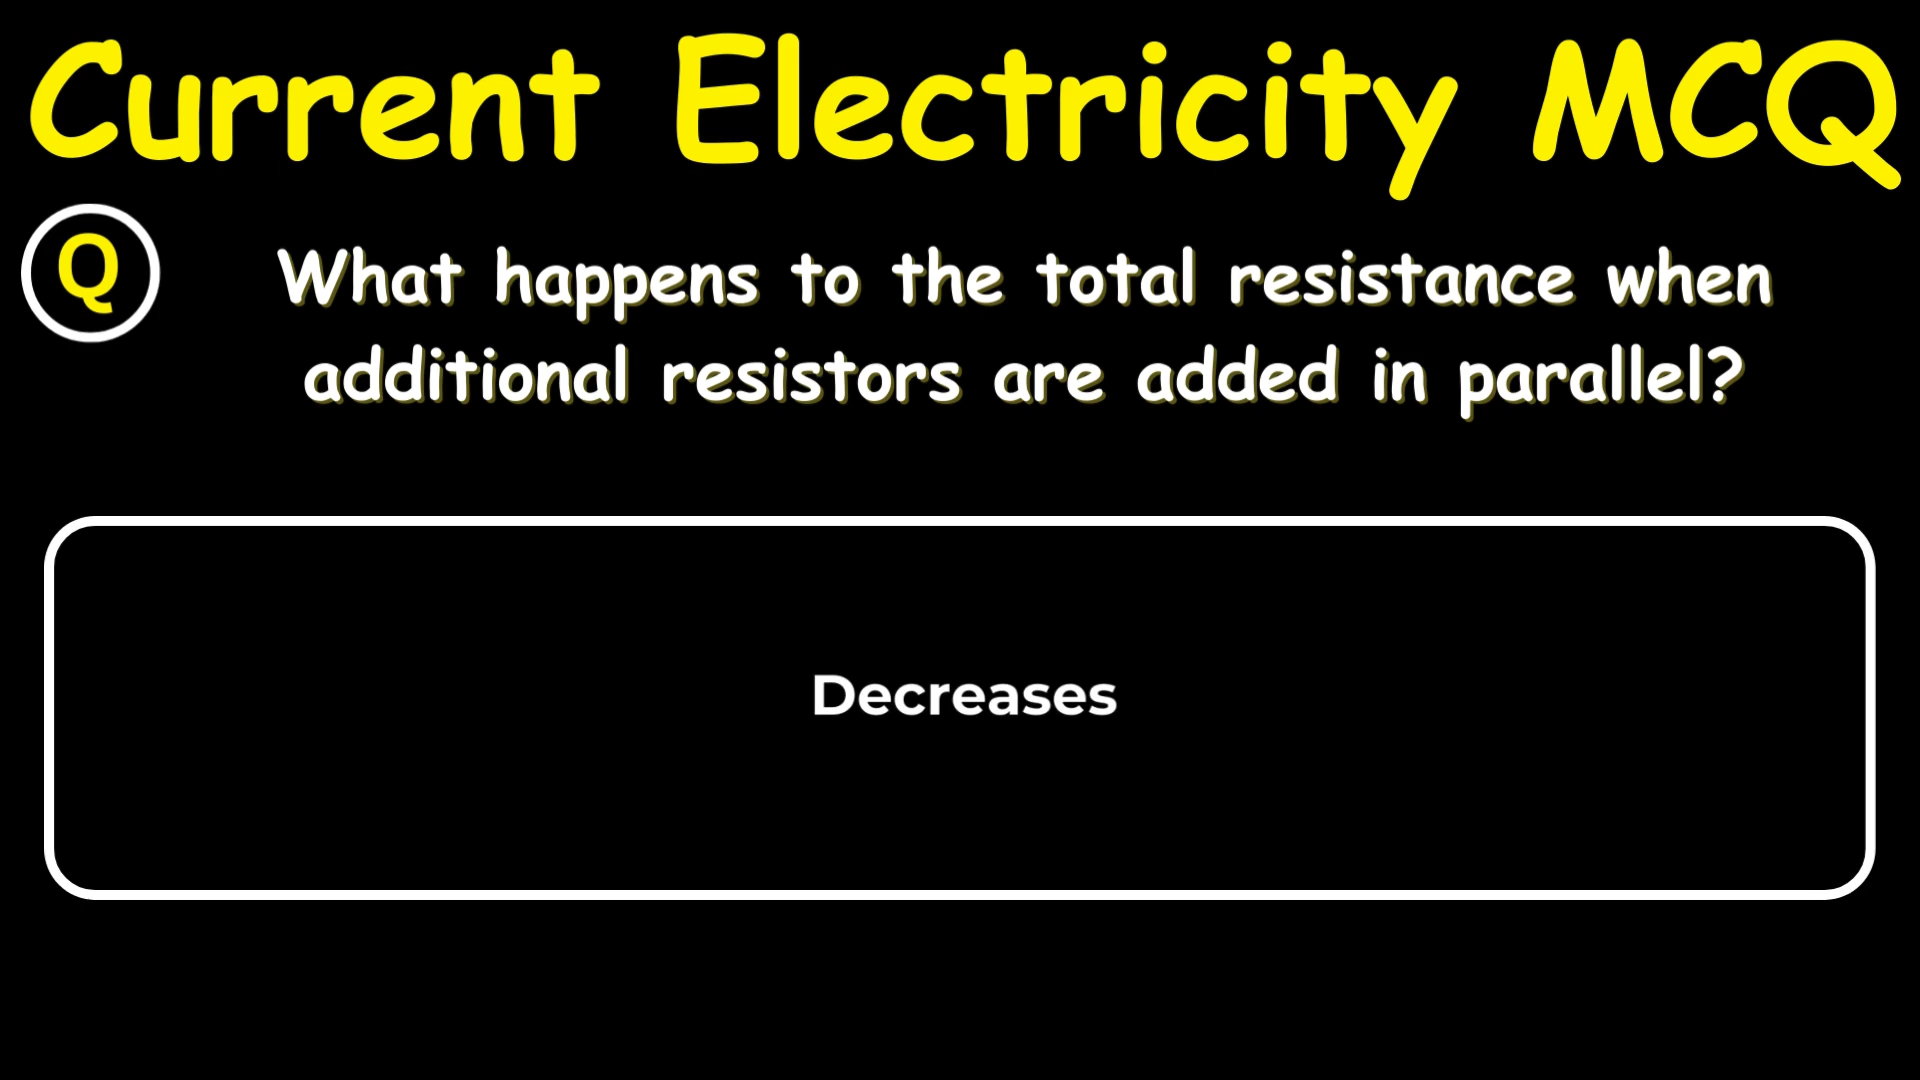 Current Electricity MCQ
Q
What happens to the total resistance when
additional resistors are added in parallel?
Decreases